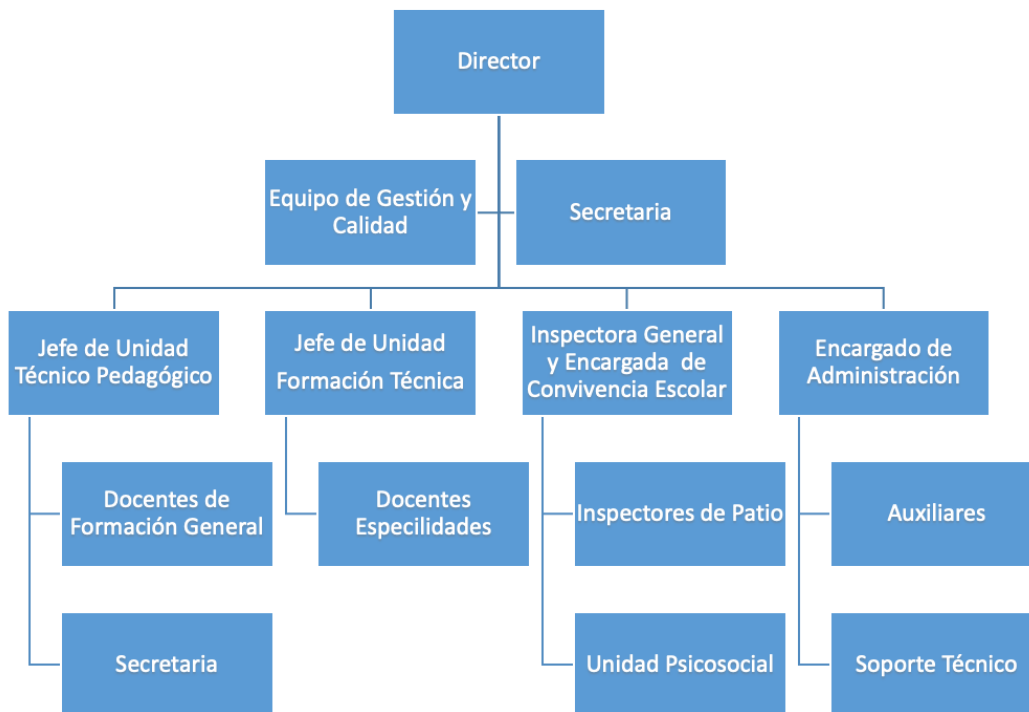 Director
Equipo de Gestión y
Calidad
Secretaria
Jefe de Unidad
Técnico Pedagógico
Jefe de Unidad
Formación Técnica
Inspectora General
y Encargada de
Convivencia Escolar
Encargado de
Administración
Docentes de
Formación General
Docentes
Especilidades
Inspectores de Patio
Auxiliares
Secretaria
Unidad Psicosocial
Soporte Técnico